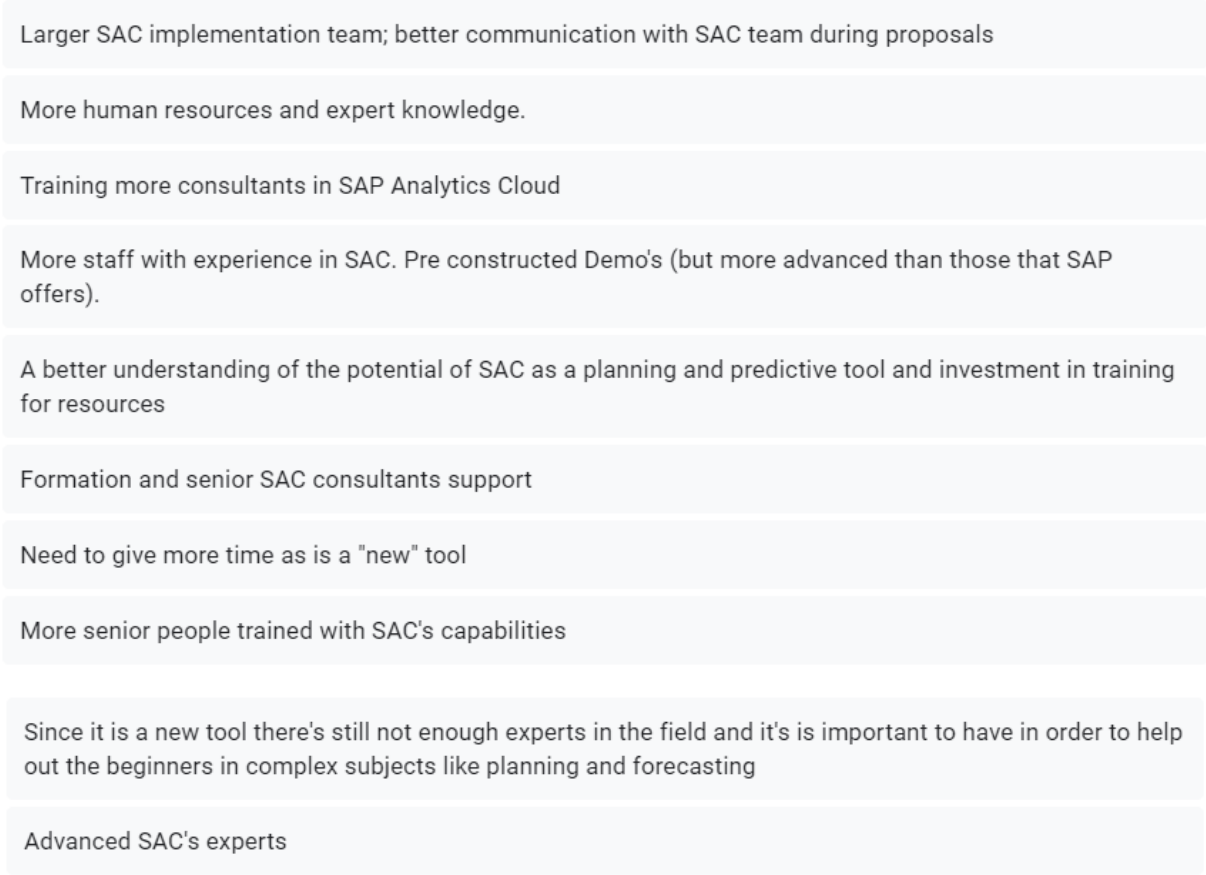 Larger SAC implementation team; better communication with SAC team during proposals
More human resources and expert knowledge.
Training more consultants in SAP Analytics Cloud
More staff with experience in SAC. Pre constructed Demo's (but more advanced than those that SAP
offers).
A better understanding of the potential of SAC as a planning and predictive tool and investment in training
for resources
Formation and senior SAC consultants support
Need to give more time as is a "new" tool
More senior people trained with SAC's capabilities
Since it is a new tool there's still not enough experts in the field and it's is important to have in order to help
out the beginners in complex subjects like planning and forecasting
Advanced SAC's experts